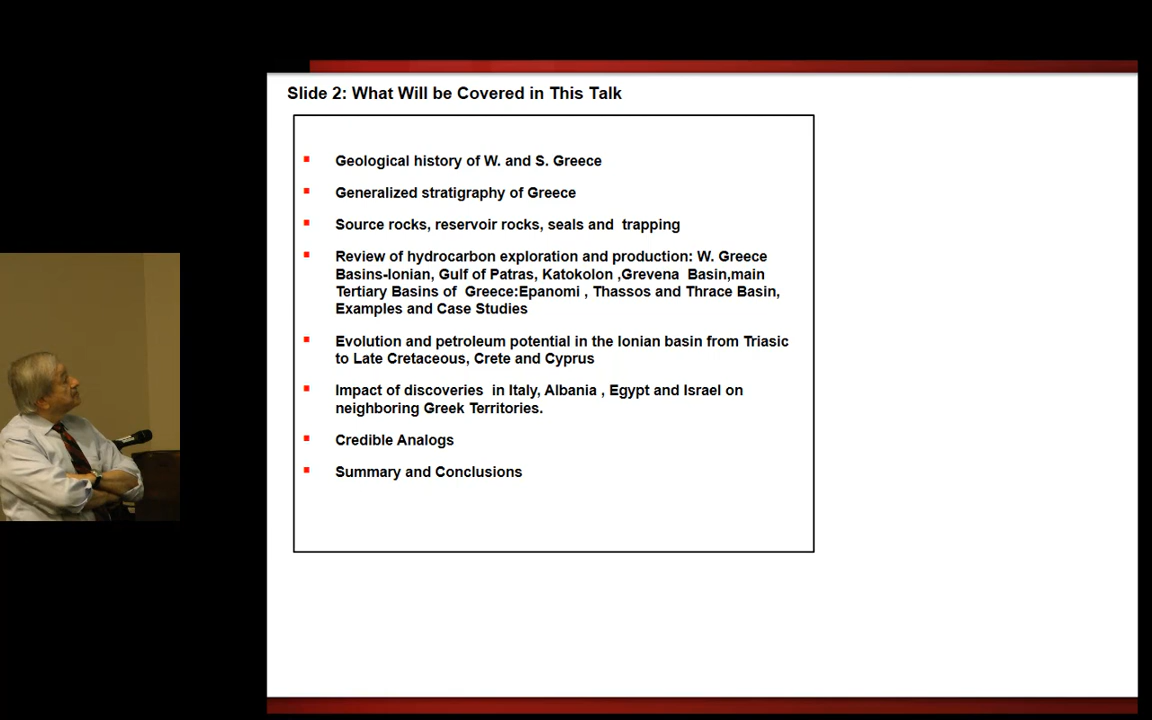 Slide 2: What Will be Covered in This Talk
Geological history of W. and S. Greece
Generalized stratigraphy of Greece
Source rocks, reservoir rocks, seals and  trapping
Review of hydrocarbon exploration and production: W. Greece
Basins-Ionian, Gulf of Patras, Katokolon ,Grevena  Basin,main
Tertiary Basins of  Greece:Epanomi , Thassos and Thrace Basin,
Examples and Case Studies
Evolution and petroleum potential in the Ionian basin from Triasic
to Late Cretaceous, Crete and Cyprus
Impact of discoveries  in Italy, Albania , Egypt and Israel on
neighboring Greek Territories.
Credible Analogs
Summary and Conclusions